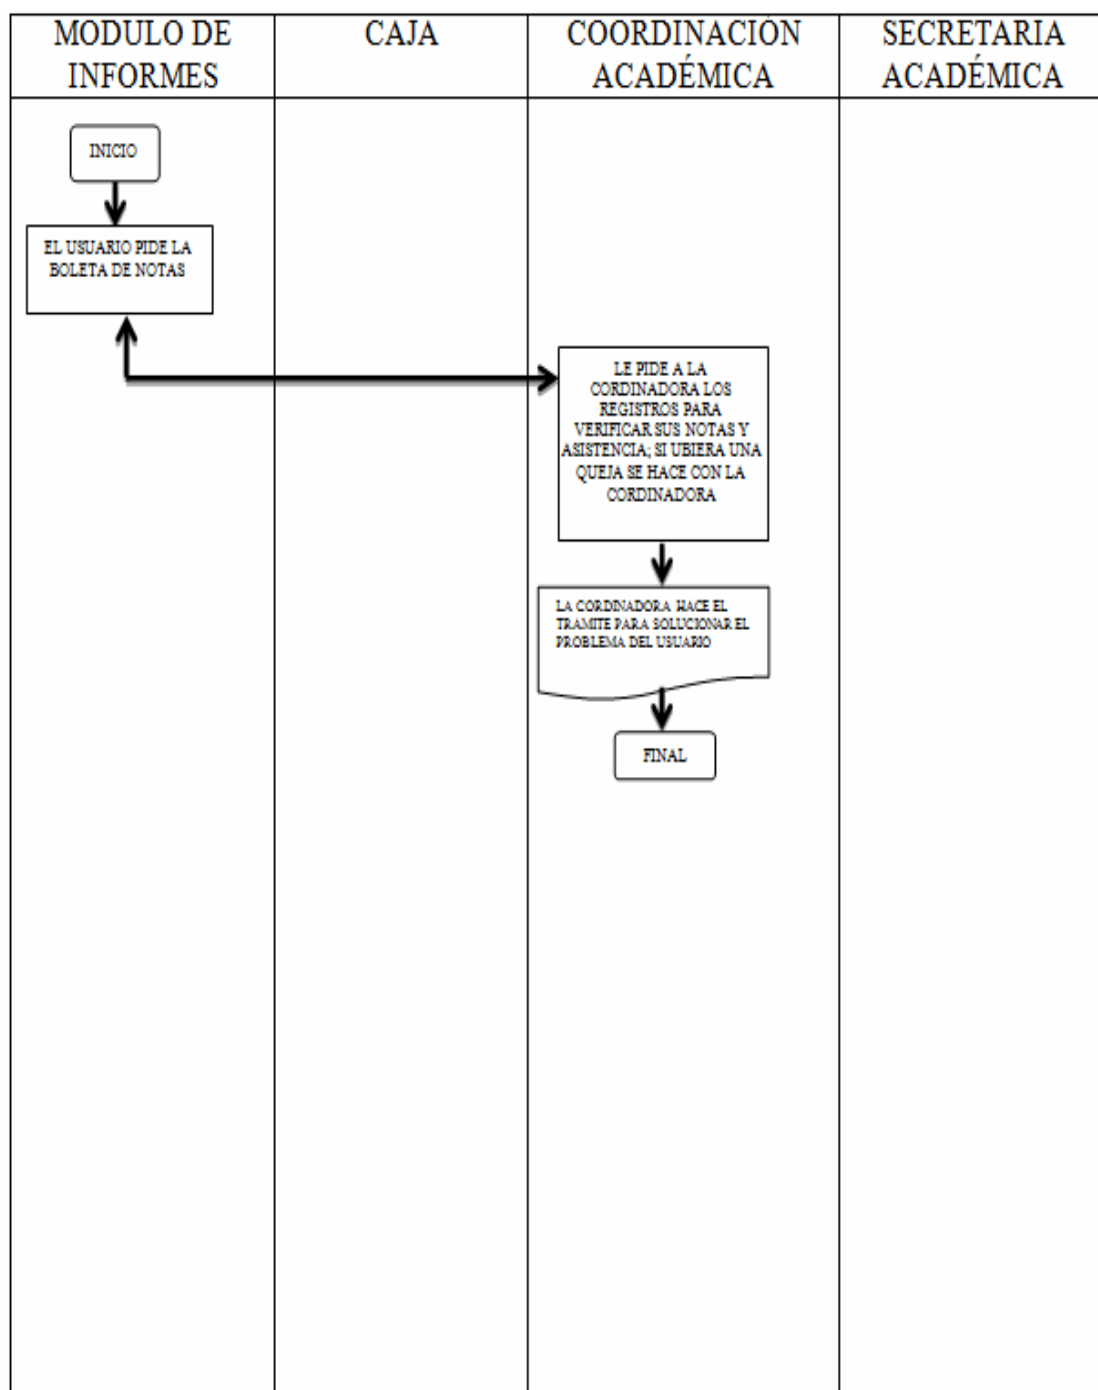 MODULO DE
INFORMES
CAJA
COORDINACIÓN
ACADÉMICA
SECRETARIA
ACADÉMICA
INICIO
EL USUARIO PIDE LA
BOLETA DE NOTAS
LE PIDE A LA
CORDINADORA LOS
REGISTROS PARA
VERIFICAR SUS NOTAS Y
ASISTENCIA; SI UBIERA UNA
QUEJA SE HACE CON LA
CORDINADORA
LA CORDINADORA HACE EL
TRAMITE PARA SOLUCIONAR EL
PROBLEMA DEL USUARIO
FINAL